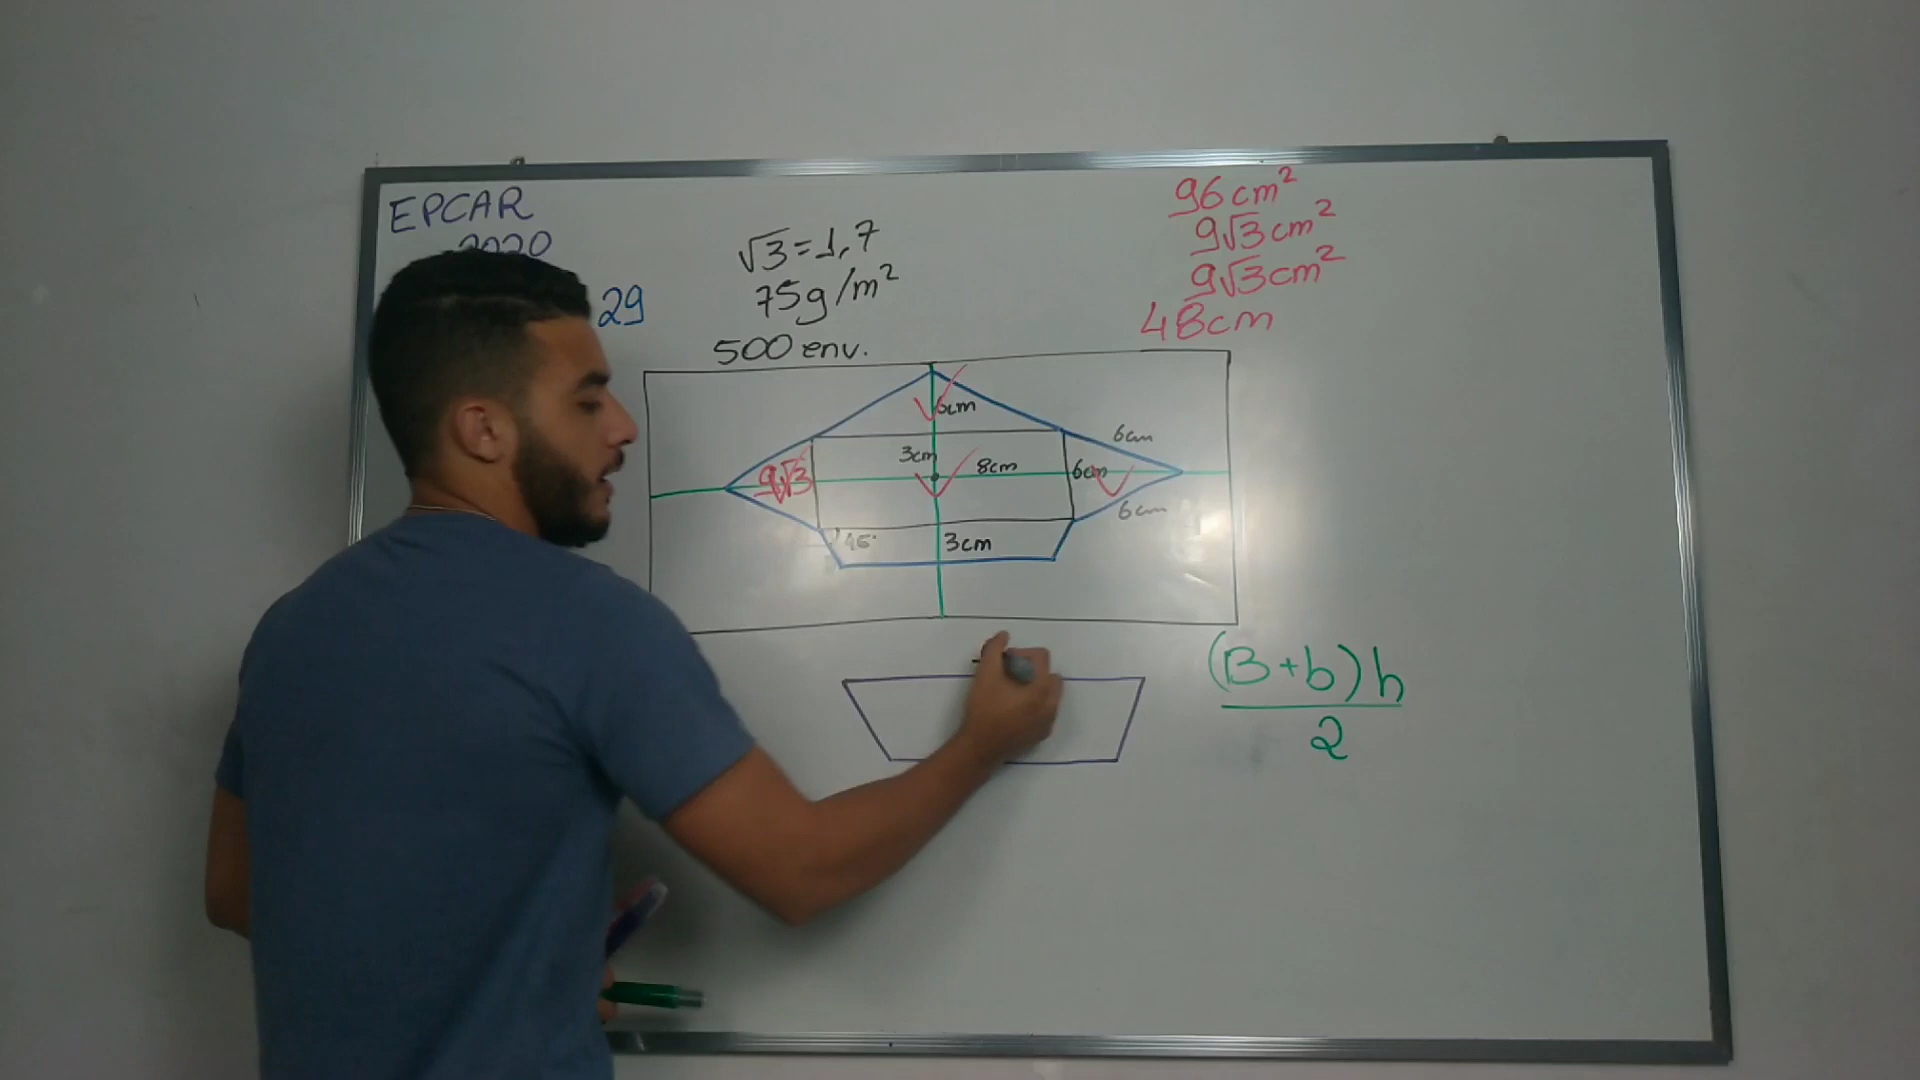 EPCAR
2020
29
√3=1,7
75g/m²
500 env.
96cm²
9√3cm²
9√3cm²
48cm
6cm
6cm
3cm
8cm
6cm
9√3
6cm
45°
3cm
(B+b)h
2